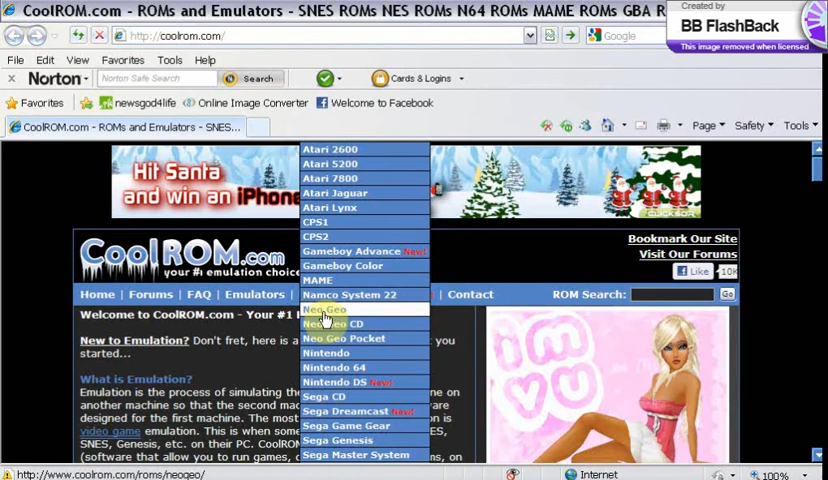 CoolROM.com - ROMs and Emulators - SNES ROMs NES ROMs N64 ROMs MAME ROMs GBA R
Created by
BB FlashBack
This image removed when licensed
http://coolrom.com/
Google
File Edit View Favorites Tools Help
Norton Norton Safe Search Search Cards & Logins
Favorites newsgod4life Online Image Converter Welcome to Facebook
CoolROM.com - ROMs and Emulators - SNES... Page Safety Tools
Hit Santa
and win an iPhone
CLICKSOR
Atari 2600
Atari 5200
Atari 7800
Atari Jaguar
Atari Lynx
CPS1
CPS2
Gameboy Advance New!
Gameboy Color
MAME
Namco System 22
Neo Geo
Neo Geo CD
Neo Geo Pocket
Nintendo
Nintendo 64
Nintendo DS New!
Sega CD
Sega Dreamcast New!
Sega Game Gear
Sega Genesis
Sega Master System
CoolROM.com
your #1 emulation choice
Bookmark Our Site
Visit Our Forums
Like 10K
Home | Forums | FAQ | Emulators | | Contact ROM Search: Go
Welcome to CoolROM.com - Your #1
New to Emulation? Don't fret, here is a
started...
What is Emulation?
Emulation is the process of simulating th
another machine so that the second mac
designed for the first machine. The most
video game emulation. This is when some
SNES, Genesis, etc. on their PC. CoolROM
(software that allow you to run games,
imvu
http://www.coolrom.com/roms/neogeo/ Internet 100%